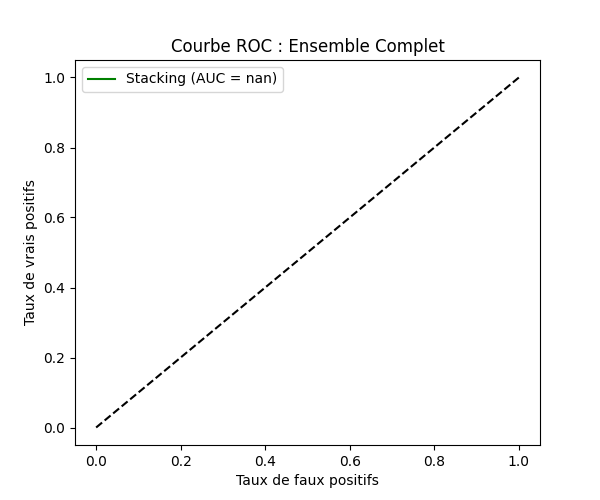 Courbe ROC : Ensemble Complet
Stacking (AUC = nan)
1.0
0.8
0.6
0.4
0.2
0.0
Taux de vrais positifs
0.0 0.2 0.4 0.6 0.8 1.0
Taux de faux positifs